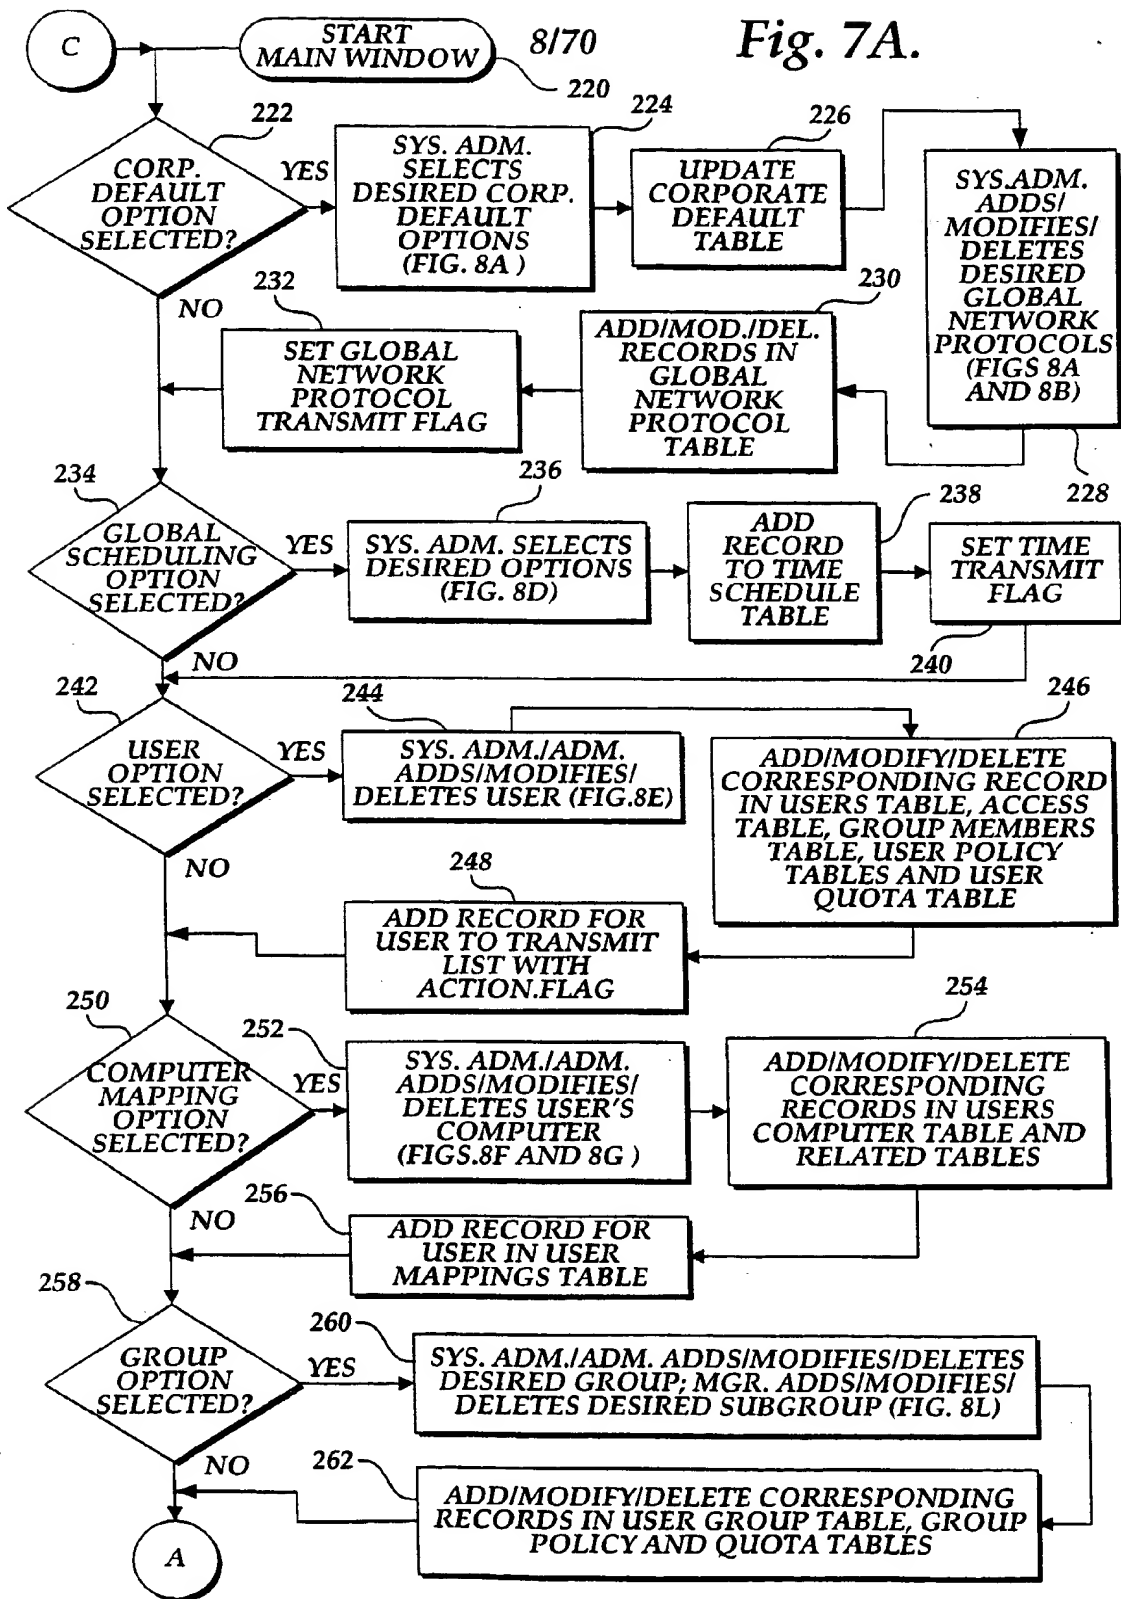 C
START
MAIN WINDOW
8/70
Fig. 7A.
220
222
CORP.
DEFAULT
OPTION
SELECTED?
YES
NO
224
SYS. ADM.
SELECTS
DESIRED CORP.
DEFAULT
OPTIONS
(FIG. 8A )
226
UPDATE
CORPORATE
DEFAULT
TABLE
SYS.ADM.
ADDS/
MODIFIES/
DELETES
DESIRED
GLOBAL
NETWORK
PROTOCOLS
(FIGS 8A
AND 8B)
228
230
ADD/MOD./DEL.
RECORDS IN
GLOBAL
NETWORK
PROTOCOL
TABLE
232
SET GLOBAL
NETWORK
PROTOCOL
TRANSMIT FLAG
234
GLOBAL
SCHEDULING
OPTION
SELECTED?
YES
NO
236
SYS. ADM. SELECTS
DESIRED OPTIONS
(FIG. 8D)
238
ADD
RECORD
TO TIME
SCHEDULE
TABLE
SET TIME
TRANSMIT
FLAG
240
242
USER
OPTION
SELECTED?
YES
NO
244
SYS. ADM./ADM.
ADDS/MODIFIES/
DELETES USER (FIG.8E)
246
ADD/MODIFY/DELETE
CORRESPONDING RECORD
IN USERS TABLE, ACCESS
TABLE, GROUP MEMBERS
TABLE, USER POLICY
TABLES AND USER
QUOTA TABLE
248
ADD RECORD FOR
USER TO TRANSMIT
LIST WITH
ACTION.FLAG
250
COMPUTER
MAPPING
OPTION
SELECTED?
YES
NO
252
SYS. ADM./ADM.
ADDS/MODIFIES/
DELETES USER'S
COMPUTER
(FIGS.8F AND 8G )
254
ADD/MODIFY/DELETE
CORRESPONDING
RECORDS IN USERS
COMPUTER TABLE AND
RELATED TABLES
256
ADD RECORD FOR
USER IN USER
MAPPINGS TABLE
258
GROUP
OPTION
SELECTED?
YES
NO
260
SYS. ADM./ADM. ADDS/MODIFIES/DELETES
DESIRED GROUP; MGR. ADDS/MODIFIES/
DELETES DESIRED SUBGROUP (FIG. 8L)
262
ADD/MODIFY/DELETE CORRESPONDING
RECORDS IN USER GROUP TABLE, GROUP
POLICY AND QUOTA TABLES
A